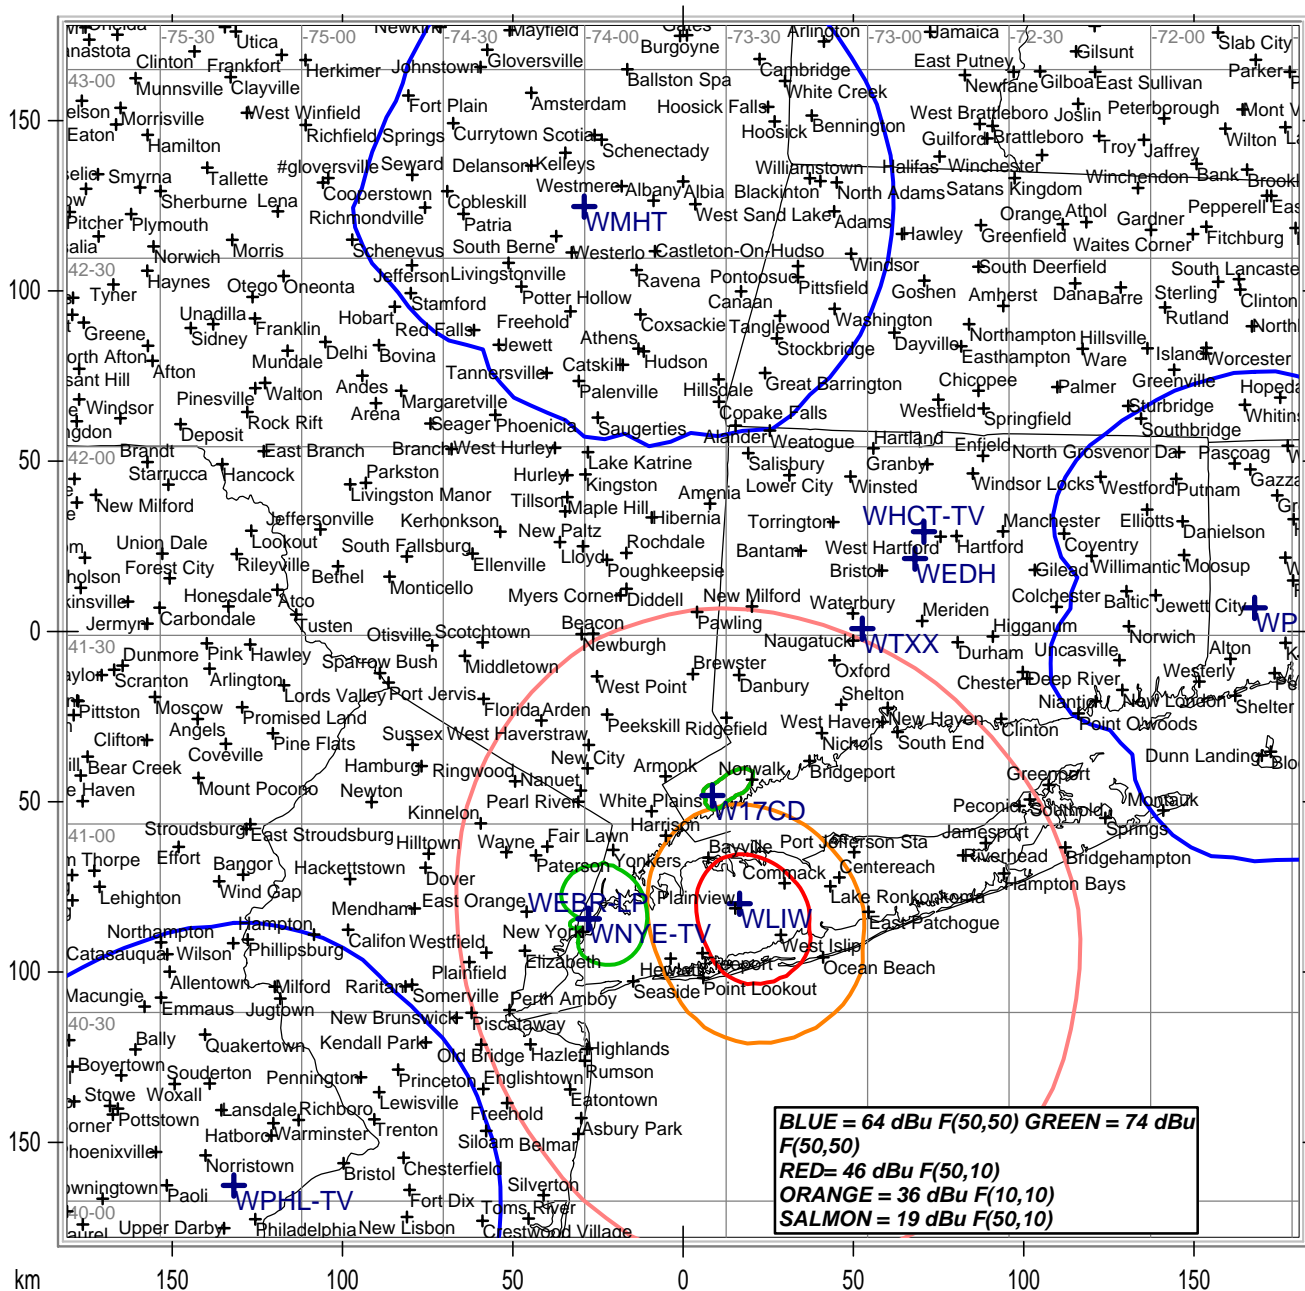 -75-30 -75-00 -74-30 -74-00 -73-30 -73-00 -72-30 -72-00
Utica Mayfield Burgoyne Arlington Jamaica Slab City
Clinton Frankfort Herkimer Johnstown Gloversville Cambridge East Putney Gilsunt Parker
43-00 Munnsville Clayville Ballston Spa White Creek Newfane Gilboa East Sullivan
150 Morrisville West Winfield Fort Plain Amsterdam Hoosick Falls West Brattleboro Joslin Peterborough
Eaton Hamilton Richfield Springs Currytown Scotia Hoosick Bennington Guilford Brattleboro Troy Jaffrey Wilton
Schenectady
Smyrna Tallette #gloversville Seward Delanson Kelleys Williamstown Halifas Winchester Winchendon Bank
Sherburne Lena Cooperstown Cobleskill Westmere Albany Albia Blackinton North Adams Satans Kingdom Pepperell
Pitcher Plymouth Richmondville Patria WMHT West Sand Lake Adams Orange Athol Gardner
Norwich Morris Schenevus South Berne Westerlo Castleton-On-Hudso Hawley Greenfield Waites Corner Fitchburg
42-30 Haynes Jefferson Livingstonville Ravena Pontoosuc Windsor South Deerfield South Lancaste
100 Tyner Otego Oneonta Stamford Potter Hollow Canaan Pittsfield Goshen Amherst Dana Barre Sterling Clinton
Greene Unadilla Sidney Franklin Hobart Red Falls Freehold Coxsackie Tanglewood Washington Northampton Hillsville Rutland
orth Afton Mundale Delhi Bovina Jewett Athens Hudson Stockbridge Dayville Easthampton Ware Island Worcester
Afton Walton Andes Tannersville Catskill Palenville Hillsdale Great Barrington Chicopee Palmer Greenville
sant Hill Windsor Pinesville Rock Rift Arena Margaretville Copake Falls Westfield Springfield Sturbridge Hopeda
Deposit Seager Phoenicia Saugerties Alander Weatogue Hartland Enfield Southbridge
50 42-00 Brandt East Branch Branch West Hurley Lake Katrine Salisbury Granby North Grosvenor Da Pascoag
Starrucca Hancock Parkston Livingston Manor Hurley Kingston Amenia Lower City Winsted Windsor Locks Westford Putnam
New Milford Jeffersonville Kerhonkson Tillson Maple Hill Hibernia Torrington WHCT-TV Manchester Elliotts Danielson
Union Dale Lookout South Fallsburg New Paltz Rochdale Bantam West Hartford Hartford Coventry
Forest City Rileyville Bethel Ellenville Lloyd Poughkeepsie Bristol WEDH Gilead Willimantic Moosup
Honesdale Atco Monticello Myers Corner Diddell New Milford Waterbury Meriden Colchester Baltic Jewett City
0 Jermyn Carbondale Tusten Otisville Scotchtown Beacon Newburgh Pawling Naugatuck WTXX Higganum Norwich WP
41-30 Dunmore Pink Hawley Sparrow Bush Middletown Brewster Oxford Durham Uncasville Alton
Scranton Arlington Lords Valley Port Jervis West Point Danbury Shelton Chester Deep River Westerly
Pittston Moscow Promised Land Florida Arden Peekskill Ridgefield West Haven New Haven Niantic New London Shelter
Clifton Angels Coveville Pine Flats Sussex West Haverstraw Nichols South End Clinton Point O,woods
Bear Creek Hamburg Ringwood Nanuet New City Armonk Norwalk Bridgeport Dunn Landing Bloc
Haven Mount Pocono Newton Pearl River White Plains W17CD Greenport Peconic Southold Montauk
50 Kinnelon Harrison Jamesport Springs
41-00 Stroudsburg East Stroudsburg Hilltown Wayne Fair Lawn Yonkers Bayville Port Jefferson Sta Riverhead Bridgehampton
m Thorpe Effort Bangor Hackettstown Dover Paterson Commack Centereach Hampton Bays
Lehighton Wind Gap Mendham East Orange WEBR-LP Plainview WLIW Lake Ronkonkoma
Northampton Hampton Califon Westfield New York WNYE-TV East Patchogue
Catasauqua Wilson Phillipsburg Plainfield Elizabeth Freeport West Islip
100 Allentown Milford Raritan Somerville Seaside Point Lookout Ocean Beach
Macungie Emmaus Jugtown New Brunswick Perth Amboy
40-30 Bally Quakertown Kendall Park Piscataway Old Bridge Hazlet Highlands
Boyertown Souderton Pennington Princeton Englishtown Rumson
Stowe Woxall Lansdale Richboro Lewisville Freehold Eatontown
orner Pottstown Hatboro Warminster Trenton Siloam Belmar Asbury Park
150 hoenixville Norristown Bristol Chesterfield
owningtown Paoli WPHL-TV Fort Dix Silverton Toms River
40-00 Upper Darby Philadelphia New Lisbon Crestwood Village
BLUE = 64 dBu F(50,50) GREEN = 74 dBu
F(50,50)
RED= 46 dBu F(50,10)
ORANGE = 36 dBu F(10,10)
SALMON = 19 dBu F(50,10)
km 150 100 50 0 50 100 150